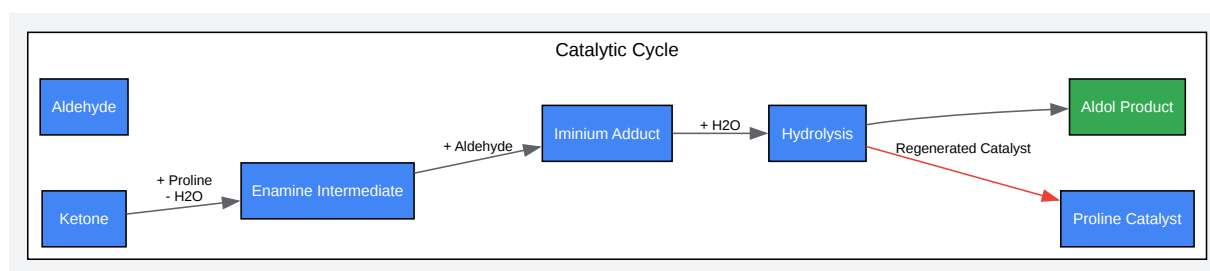 Catalytic Cycle
Aldehyde
Ketone
+ Proline
- H2O
Enamine Intermediate
+ Aldehyde
Iminium Adduct
+ H2O
Hydrolysis
Aldol Product
Regenerated Catalyst
Proline Catalyst